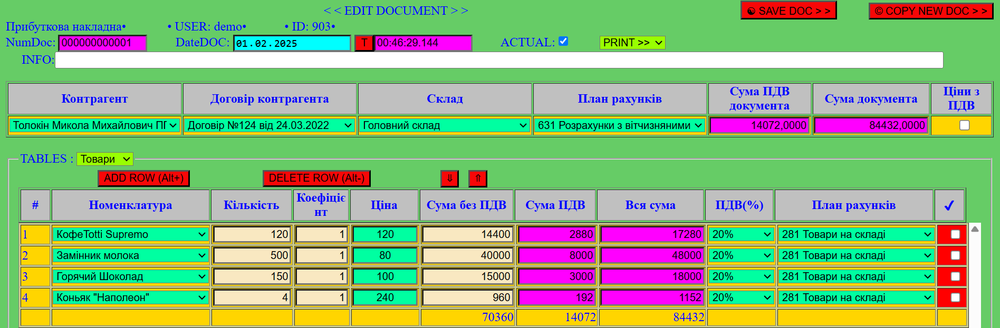 < < EDIT DOCUMENT > >
☯ SAVE DOC > >
© COPY NEW DOC > >
Прибуткова накладна• • USER: demo• • ID: 903•
NumDoc: 000000000001 DateDOC: 01.02.2025 T 00:46:29.144 ACTUAL: PRINT >>
INFO:
Контрагент Договір контрагента Склад План рахунків Сума ПДВ документа Сума документа Ціни з ПДВ
Толокін Микола Михайлович Договір №124 від 24.03.2022 Головний склад 631 Розрахунки з вітчизняними 14072,0000 84432,0000
TABLES : Товари
ADD ROW (Alt+) DELETE ROW (Alt-) ⇓ ⇑
# Номенклатура Кількість Коефіцієнт Ціна Сума без ПДВ Сума ПДВ Вся сума ПДВ(%) План рахунків ✓
1 КофеTotti Supremo 120 1 120 14400 2880 17280 20% 281 Товари на складі
2 Замінник молока 500 1 80 40000 8000 48000 20% 281 Товари на складі
3 Горячий Шоколад 150 1 100 15000 3000 18000 20% 281 Товари на складі
4 Коньяк "Наполеон" 4 1 240 960 192 1152 20% 281 Товари на складі
70360 14072 84432